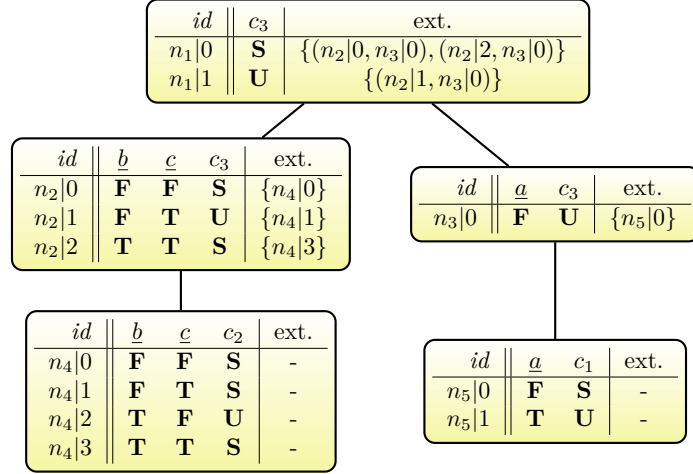 id c₃ ext.
n₁|0 S {(n₂|0, n₃|0), (n₂|2, n₃|0)}
n₁|1 U {(n₂|1, n₃|0)}
id b c c₃ ext.
n₂|0 F F S {n₄|0}
n₂|1 F T U {n₄|1}
n₂|2 T T S {n₄|3}
id a c₃ ext.
n₃|0 F U {n₅|0}
id b c c₂ ext.
n₄|0 F F S -
n₄|1 F T S -
n₄|2 T F U -
n₄|3 T T S -
id a c₁ ext.
n₅|0 F S -
n₅|1 T U -